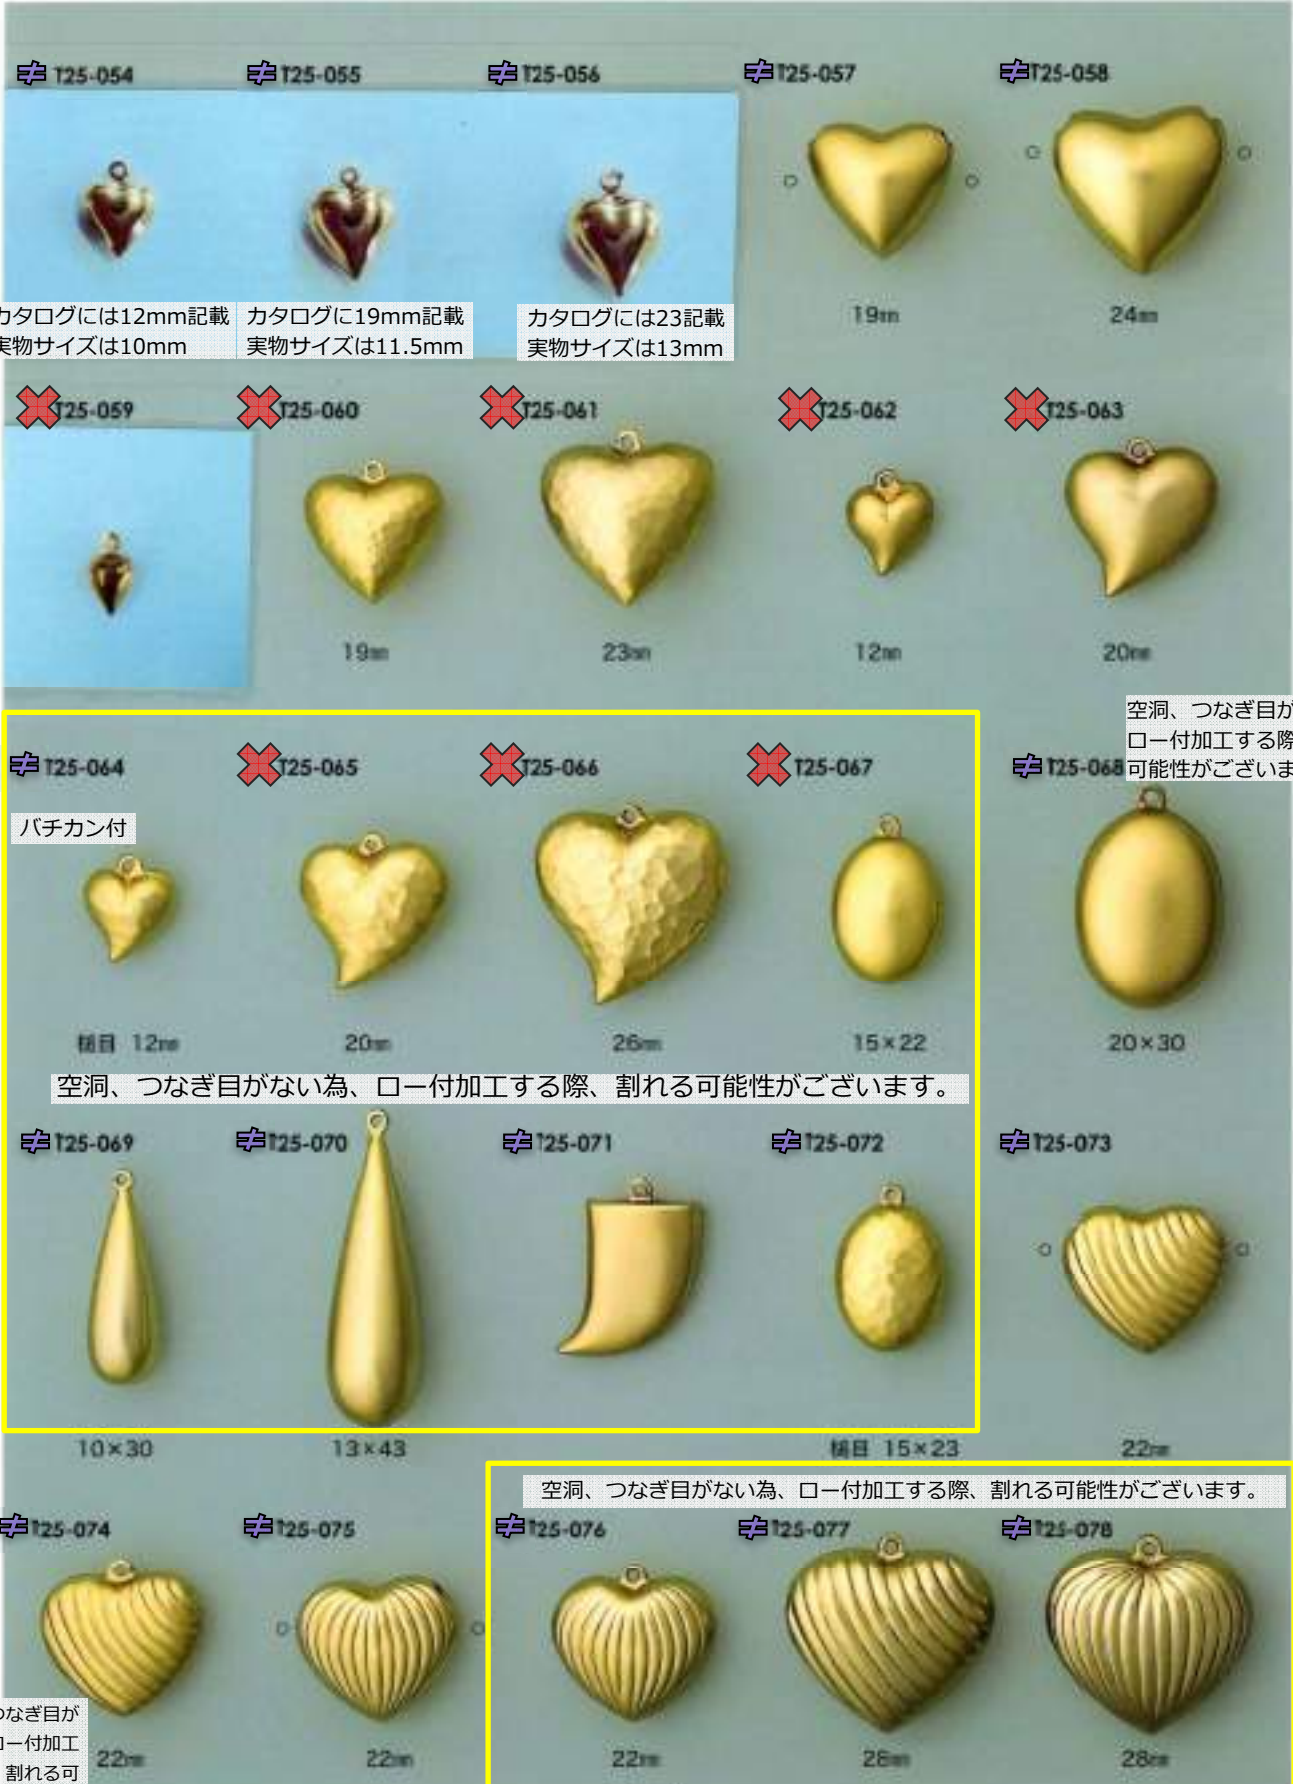 ≠ T25-054
≠ T25-055
≠ T25-056
≠ T25-057
≠ T25-058
カタログには12mm記載
実物サイズは10mm
カタログに19mm記載
実物サイズは11.5mm
カタログには23記載
実物サイズは13mm
19mm
24mm
T25-059
T25-060
T25-061
T25-062
T25-063
19mm
23mm
12mm
20mm
空洞、つなぎ目が
ロー付加工する際
可能性がございま
≠ T25-064
T25-065
T25-066
T25-067
≠ T25-068
バチカン付
槌目 12mm
20mm
26mm
15×22
20×30
空洞、つなぎ目がない為、ロー付加工する際、割れる可能性がございます。
≠ T25-069
≠ T25-070
≠ T25-071
≠ T25-072
≠ T25-073
10×30
13×43
槌目 15×23
22mm
空洞、つなぎ目がない為、ロー付加工する際、割れる可能性がございます。
≠ T25-074
≠ T25-075
≠ T25-076
≠ T25-077
≠ T25-078
つなぎ目が
ロー付加工
割れる可
22mm
22mm
22mm
28mm
28mm